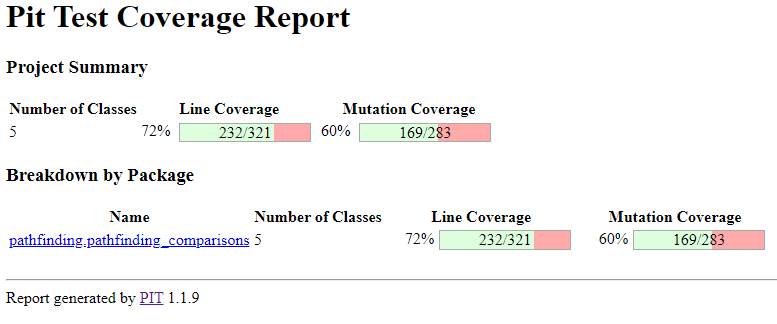 Pit Test Coverage Report
Project Summary
Number of Classes Line Coverage Mutation Coverage
5 72% 232/321 60% 169/283
Breakdown by Package
Name Number of Classes Line Coverage Mutation Coverage
pathfinding.pathfinding_comparisons 5 72% 232/321 60% 169/283
Report generated by PIT 1.1.9